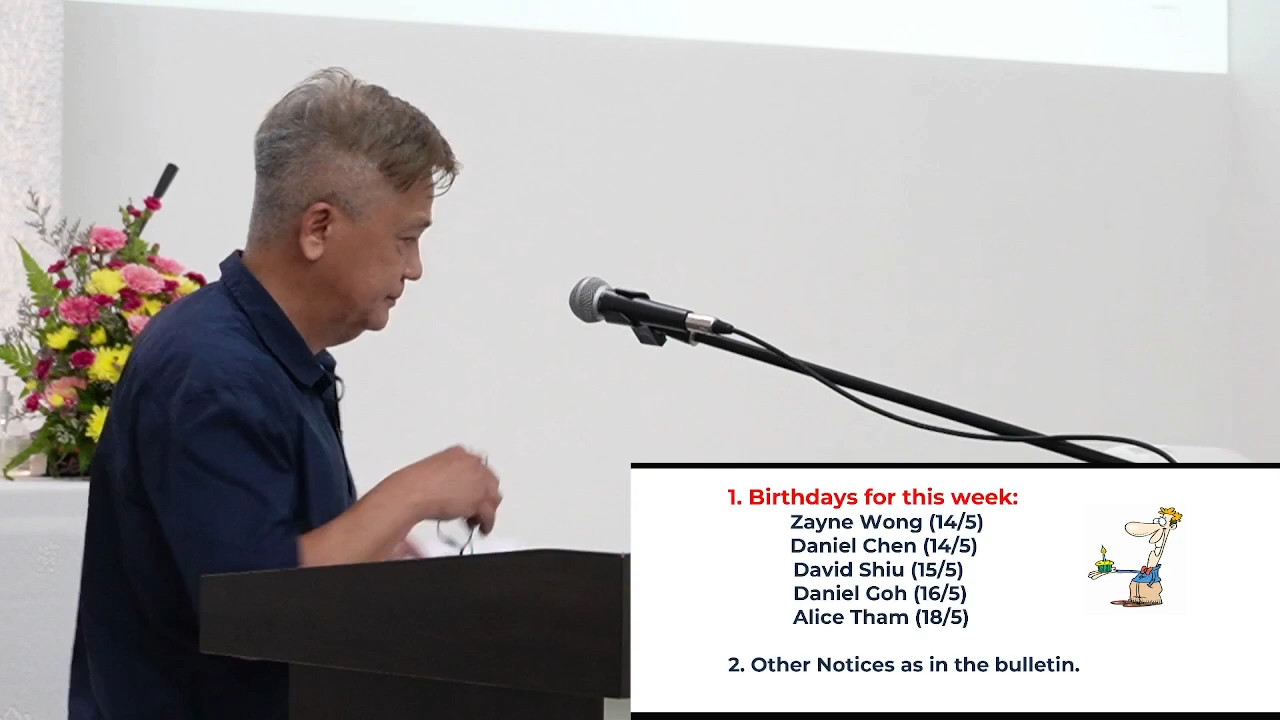 1. Birthdays for this week:
Zayne Wong (14/5)
Daniel Chen (14/5)
David Shiu (15/5)
Daniel Goh (16/5)
Alice Tham (18/5)
2. Other Notices as in the bulletin.